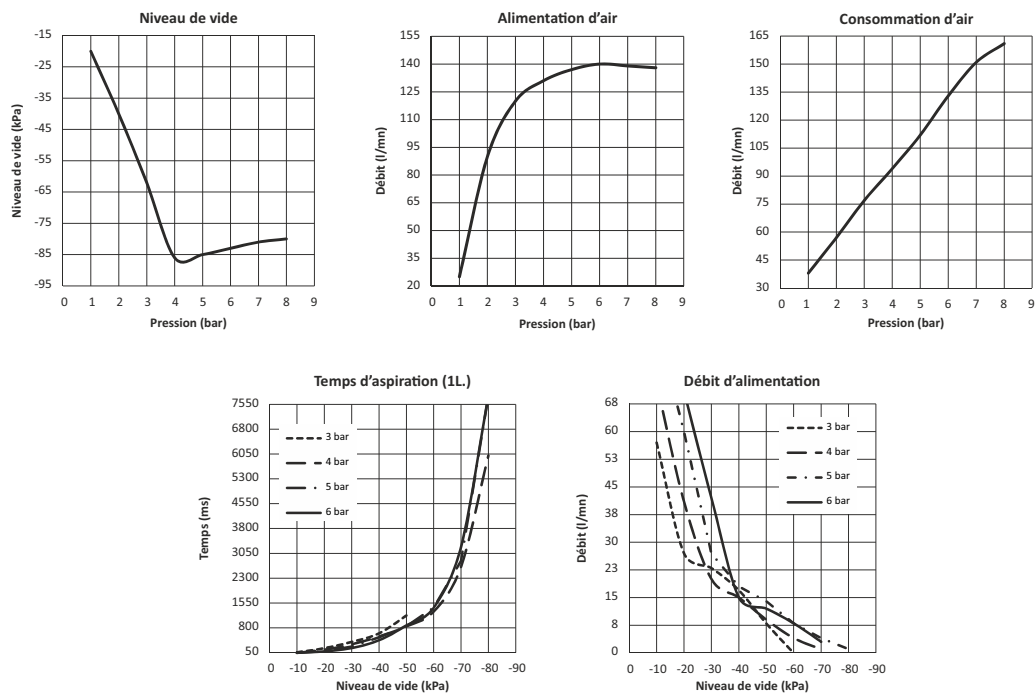 Niveau de vide
Niveau de vide (kPa)
-15
-25
-35
-45
-55
-65
-75
-85
-95
0 1 2 3 4 5 6 7 8 9
Pression (bar)
Alimentation d'air
Débit (l/mn)
155
140
125
110
95
80
65
50
35
20
0 1 2 3 4 5 6 7 8 9
Pression (bar)
Consommation d'air
Débit (l/mn)
165
150
135
120
105
90
75
60
45
30
0 1 2 3 4 5 6 7 8 9
Pression (bar)
Temps d'aspiration (1L.)
Temps (ms)
7550
6800
6050
5300
4550
3800
3050
2300
1550
800
50
3 bar
4 bar
5 bar
6 bar
0 -10 -20 -30 -40 -50 -60 -70 -80 -90
Niveau de vide (kPa)
Débit d'alimentation
Débit (l/mn)
68
60
53
45
38
30
23
15
8
0
3 bar
4 bar
5 bar
6 bar
0 -10 -20 -30 -40 -50 -60 -70 -80 -90
Niveau de vide (kPa)